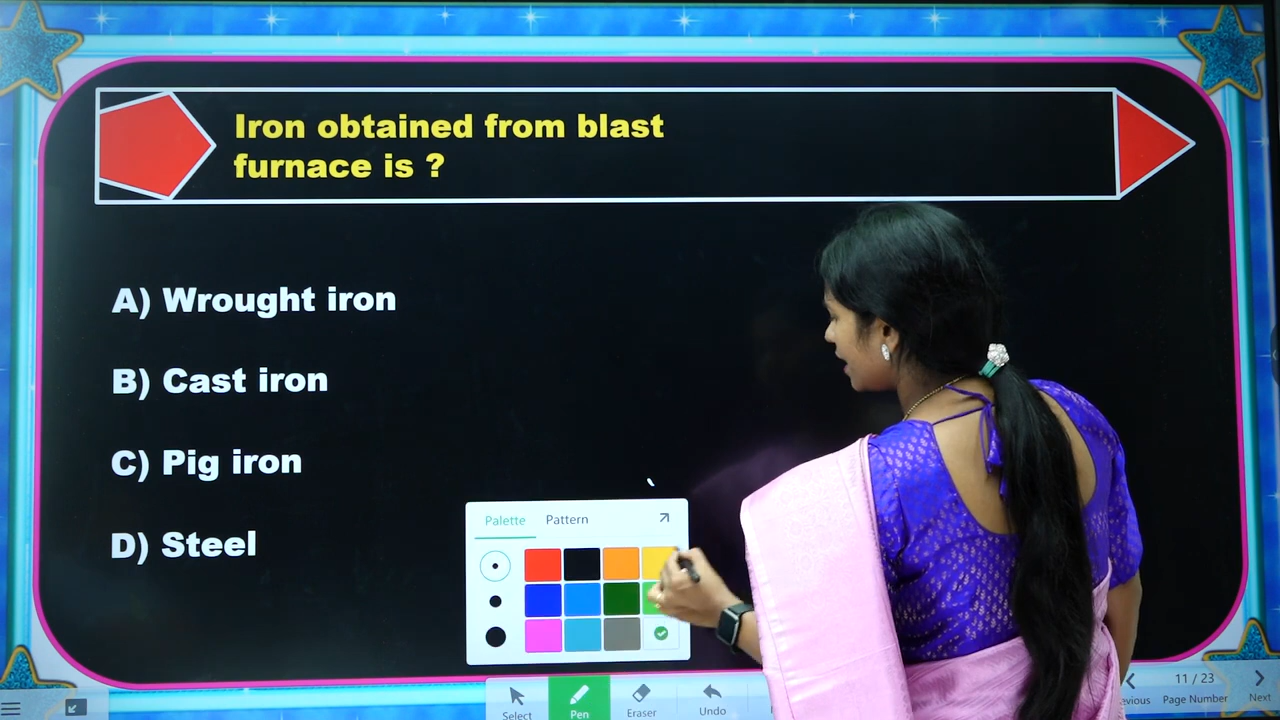 Iron obtained from blast
furnace is ?
A) Wrought iron
B) Cast iron
C) Pig iron
D) Steel
Palette Pattern
Select Pen Eraser Undo
evious 11 / 23 Page Number Next